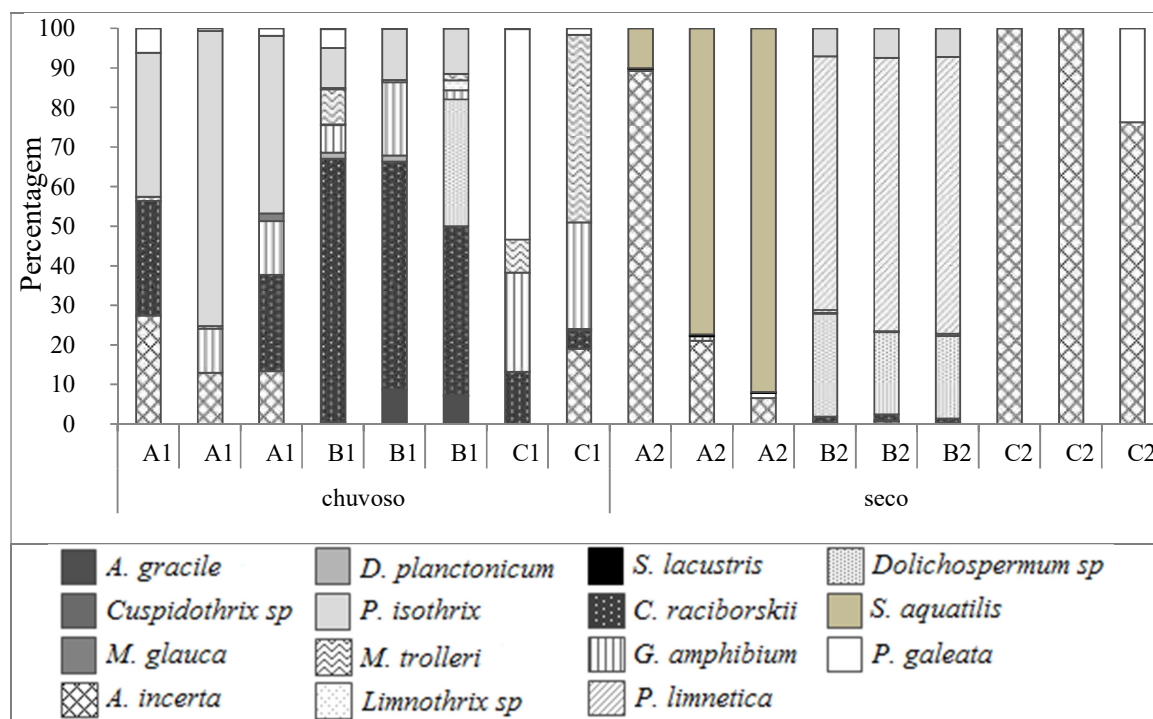 100
90
80
70
60
50
40
30
20
10
0
Percentagem
A1 A1 A1 B1 B1 B1 C1 C1 A2 A2 A2 B2 B2 B2 C2 C2 C2
chuvoso seco
A. gracile D. planctonicum S. lacustris Dolichospermum sp
Cuspidothrix sp P. isothrix C. raciborskii S. aquatilis
M. glauca M. trolleri G. amphibium P. galeata
A. incerta Limnothrix sp P. limnetica